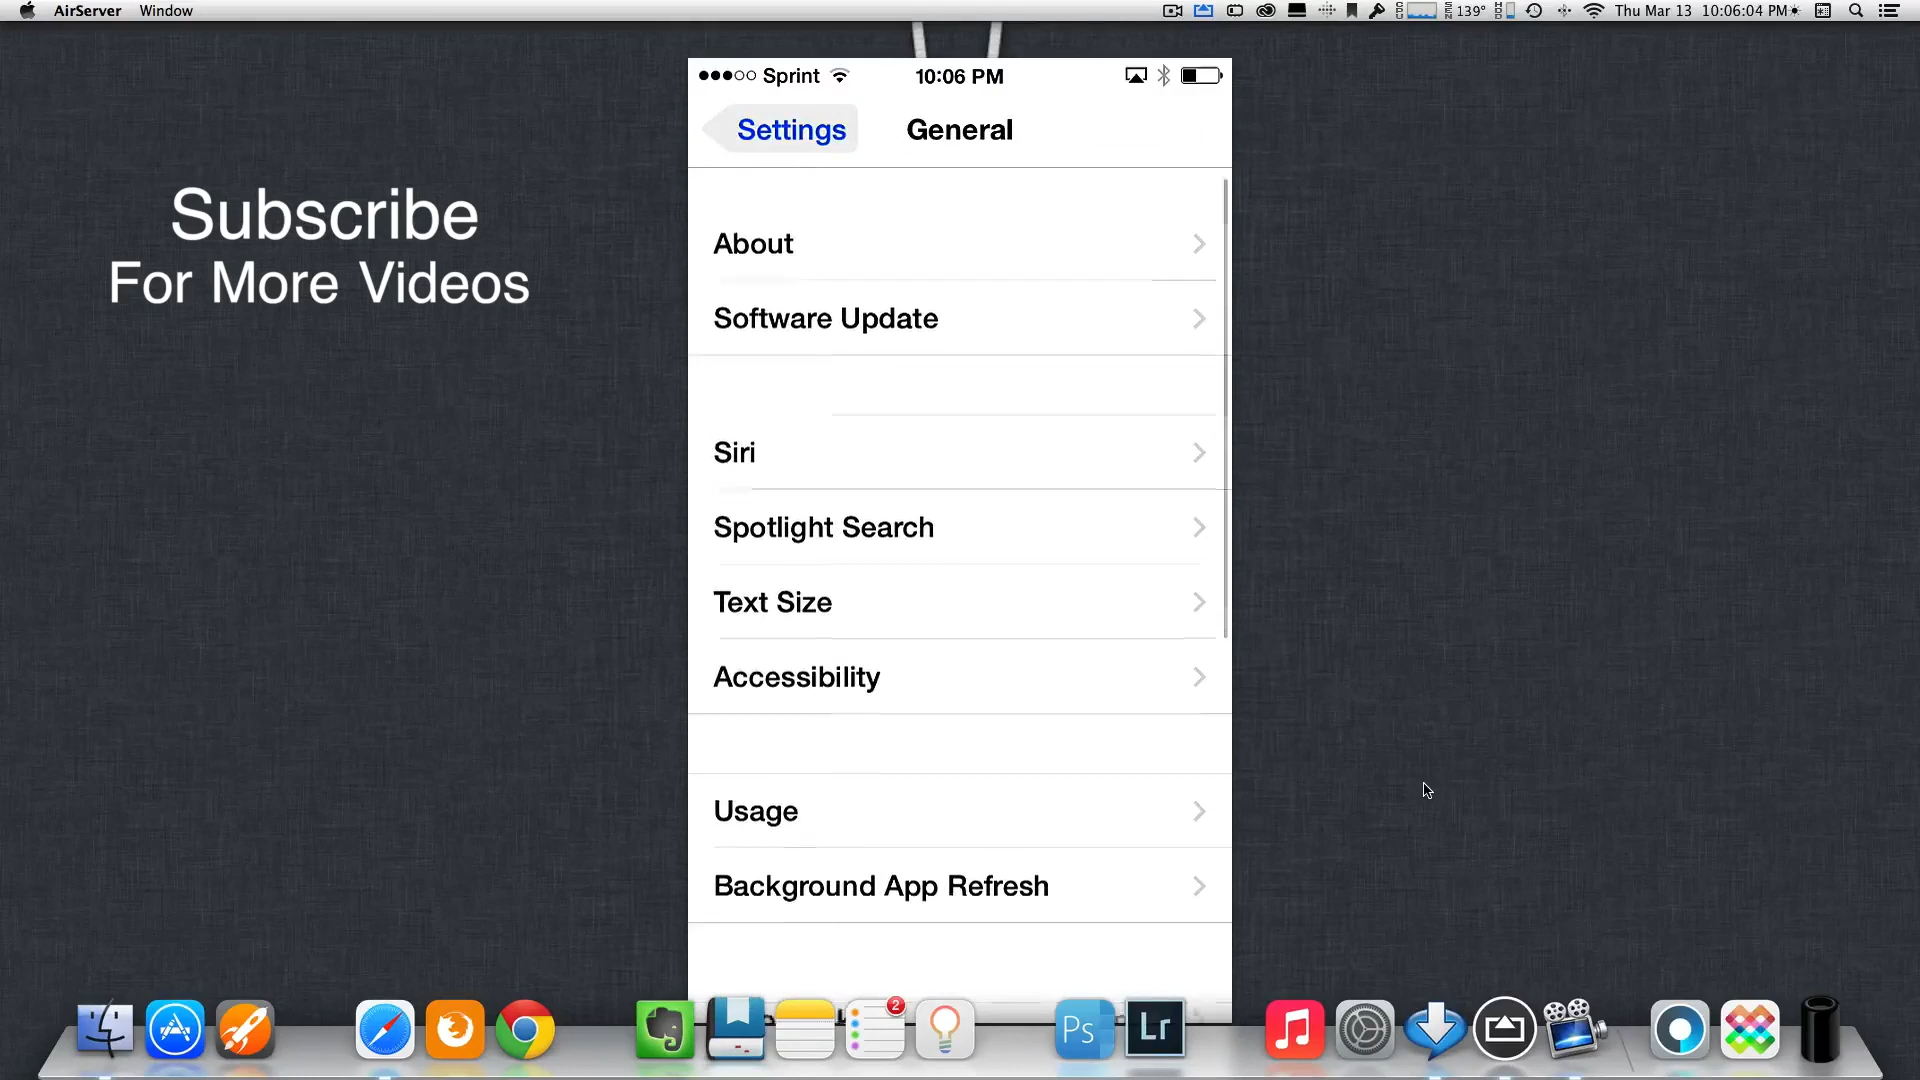 AirServer Window 139° Thu Mar 13 10:06:04 PM
Sprint 10:06 PM
Settings General
Subscribe
For More Videos
About
Software Update
Siri
Spotlight Search
Text Size
Accessibility
Usage
Background App Refresh
2
Ps Lr